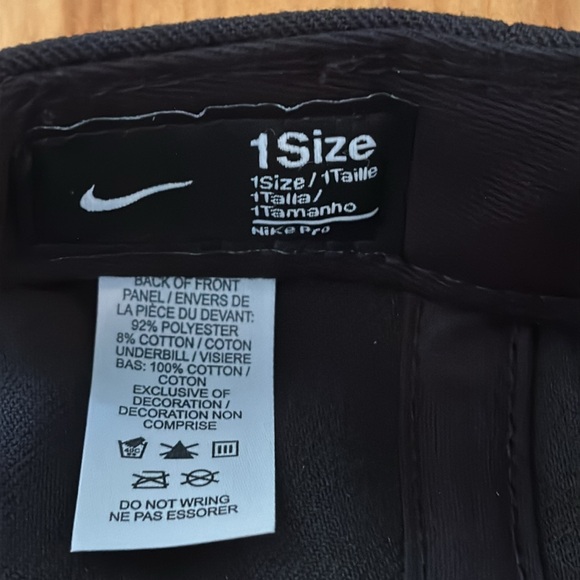 1Size
1Size/1Taille
1Talla/
1Tamanho
Nike Pro
BACK OF FRONT
PANEL / ENVERS DE
LA PIÈCE DU DEVANT:
92% POLYESTER
8% COTTON / COTON
UNDERBILL / VISIERE
BAS: 100% COTTON /
COTON
EXCLUSIVE OF
DECORATION /
DECORATION NON
COMPRISE
DO NOT WRING
NE PAS ESSORER